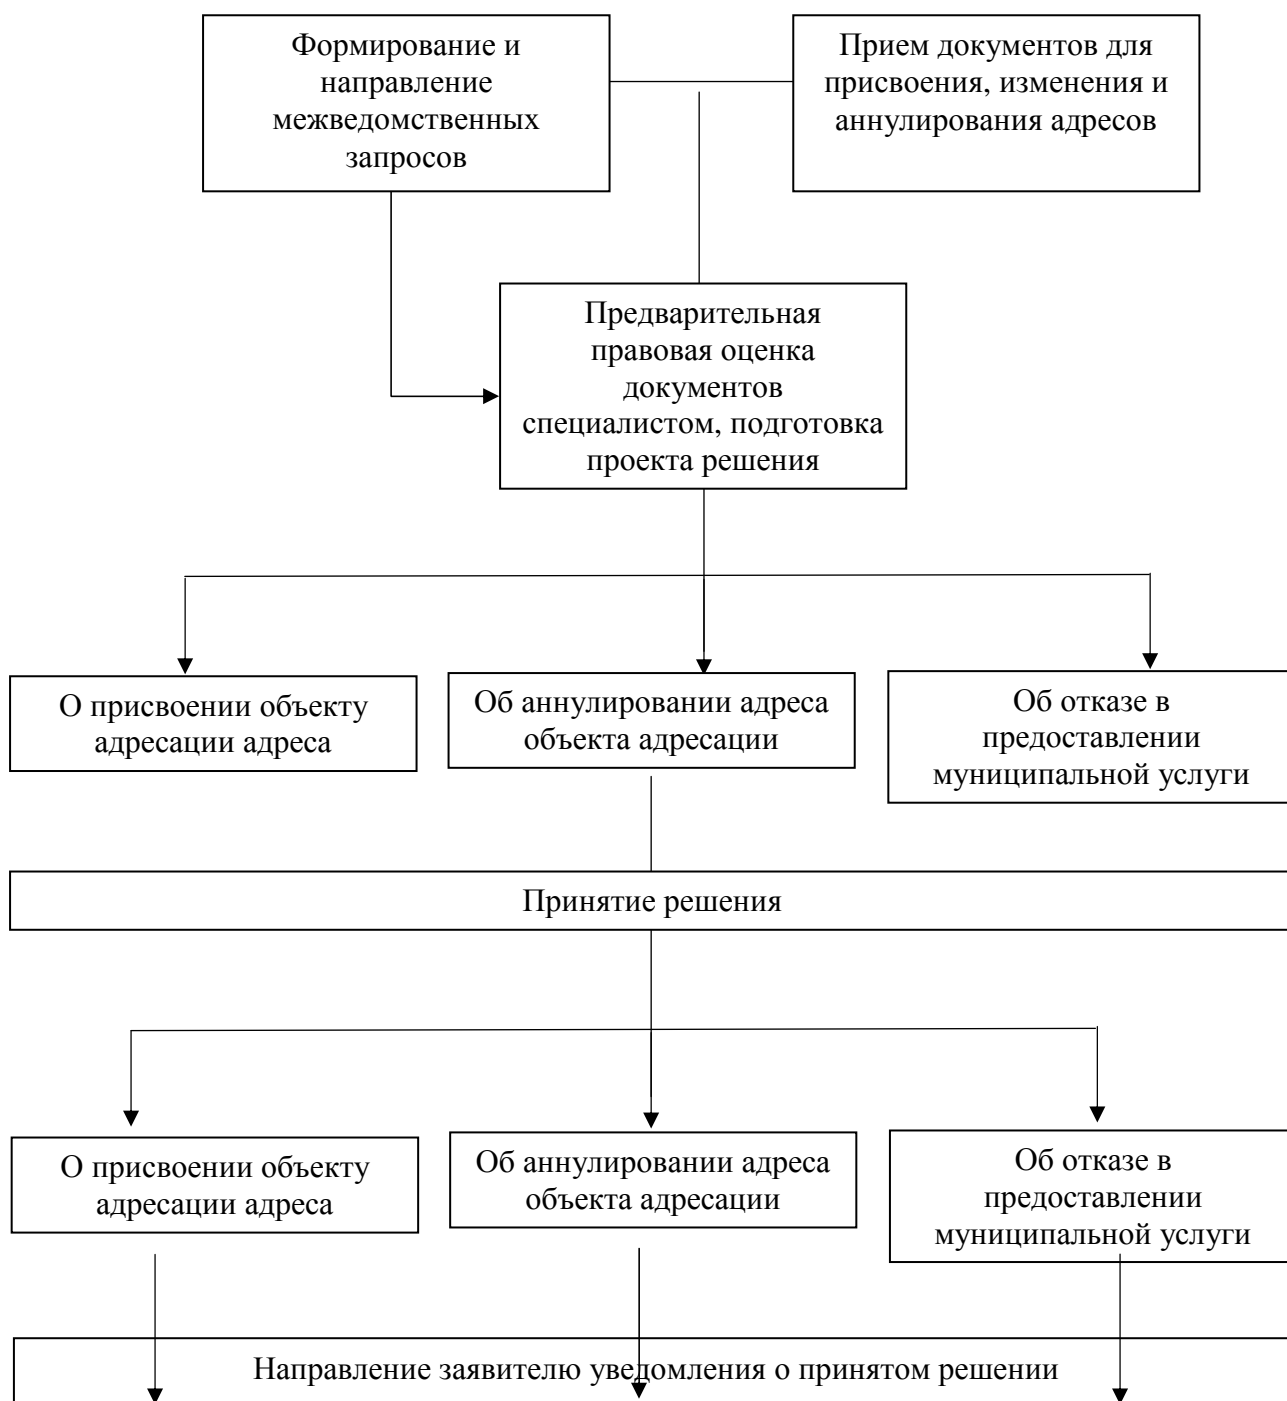 Формирование и
направление
межведомственных
запросов
Прием документов для
присвоения, изменения и
аннулирования адресов
Предварительная
правовая оценка
документов
специалистом, подготовка
проекта решения
О присвоении объекту
адресации адреса
Об аннулировании адреса
объекта адресации
Об отказе в
предоставлении
муниципальной услуги
Принятие решения
О присвоении объекту
адресации адреса
Об аннулировании адреса
объекта адресации
Об отказе в
предоставлении
муниципальной услуги
Направление заявителю уведомления о принятом решении